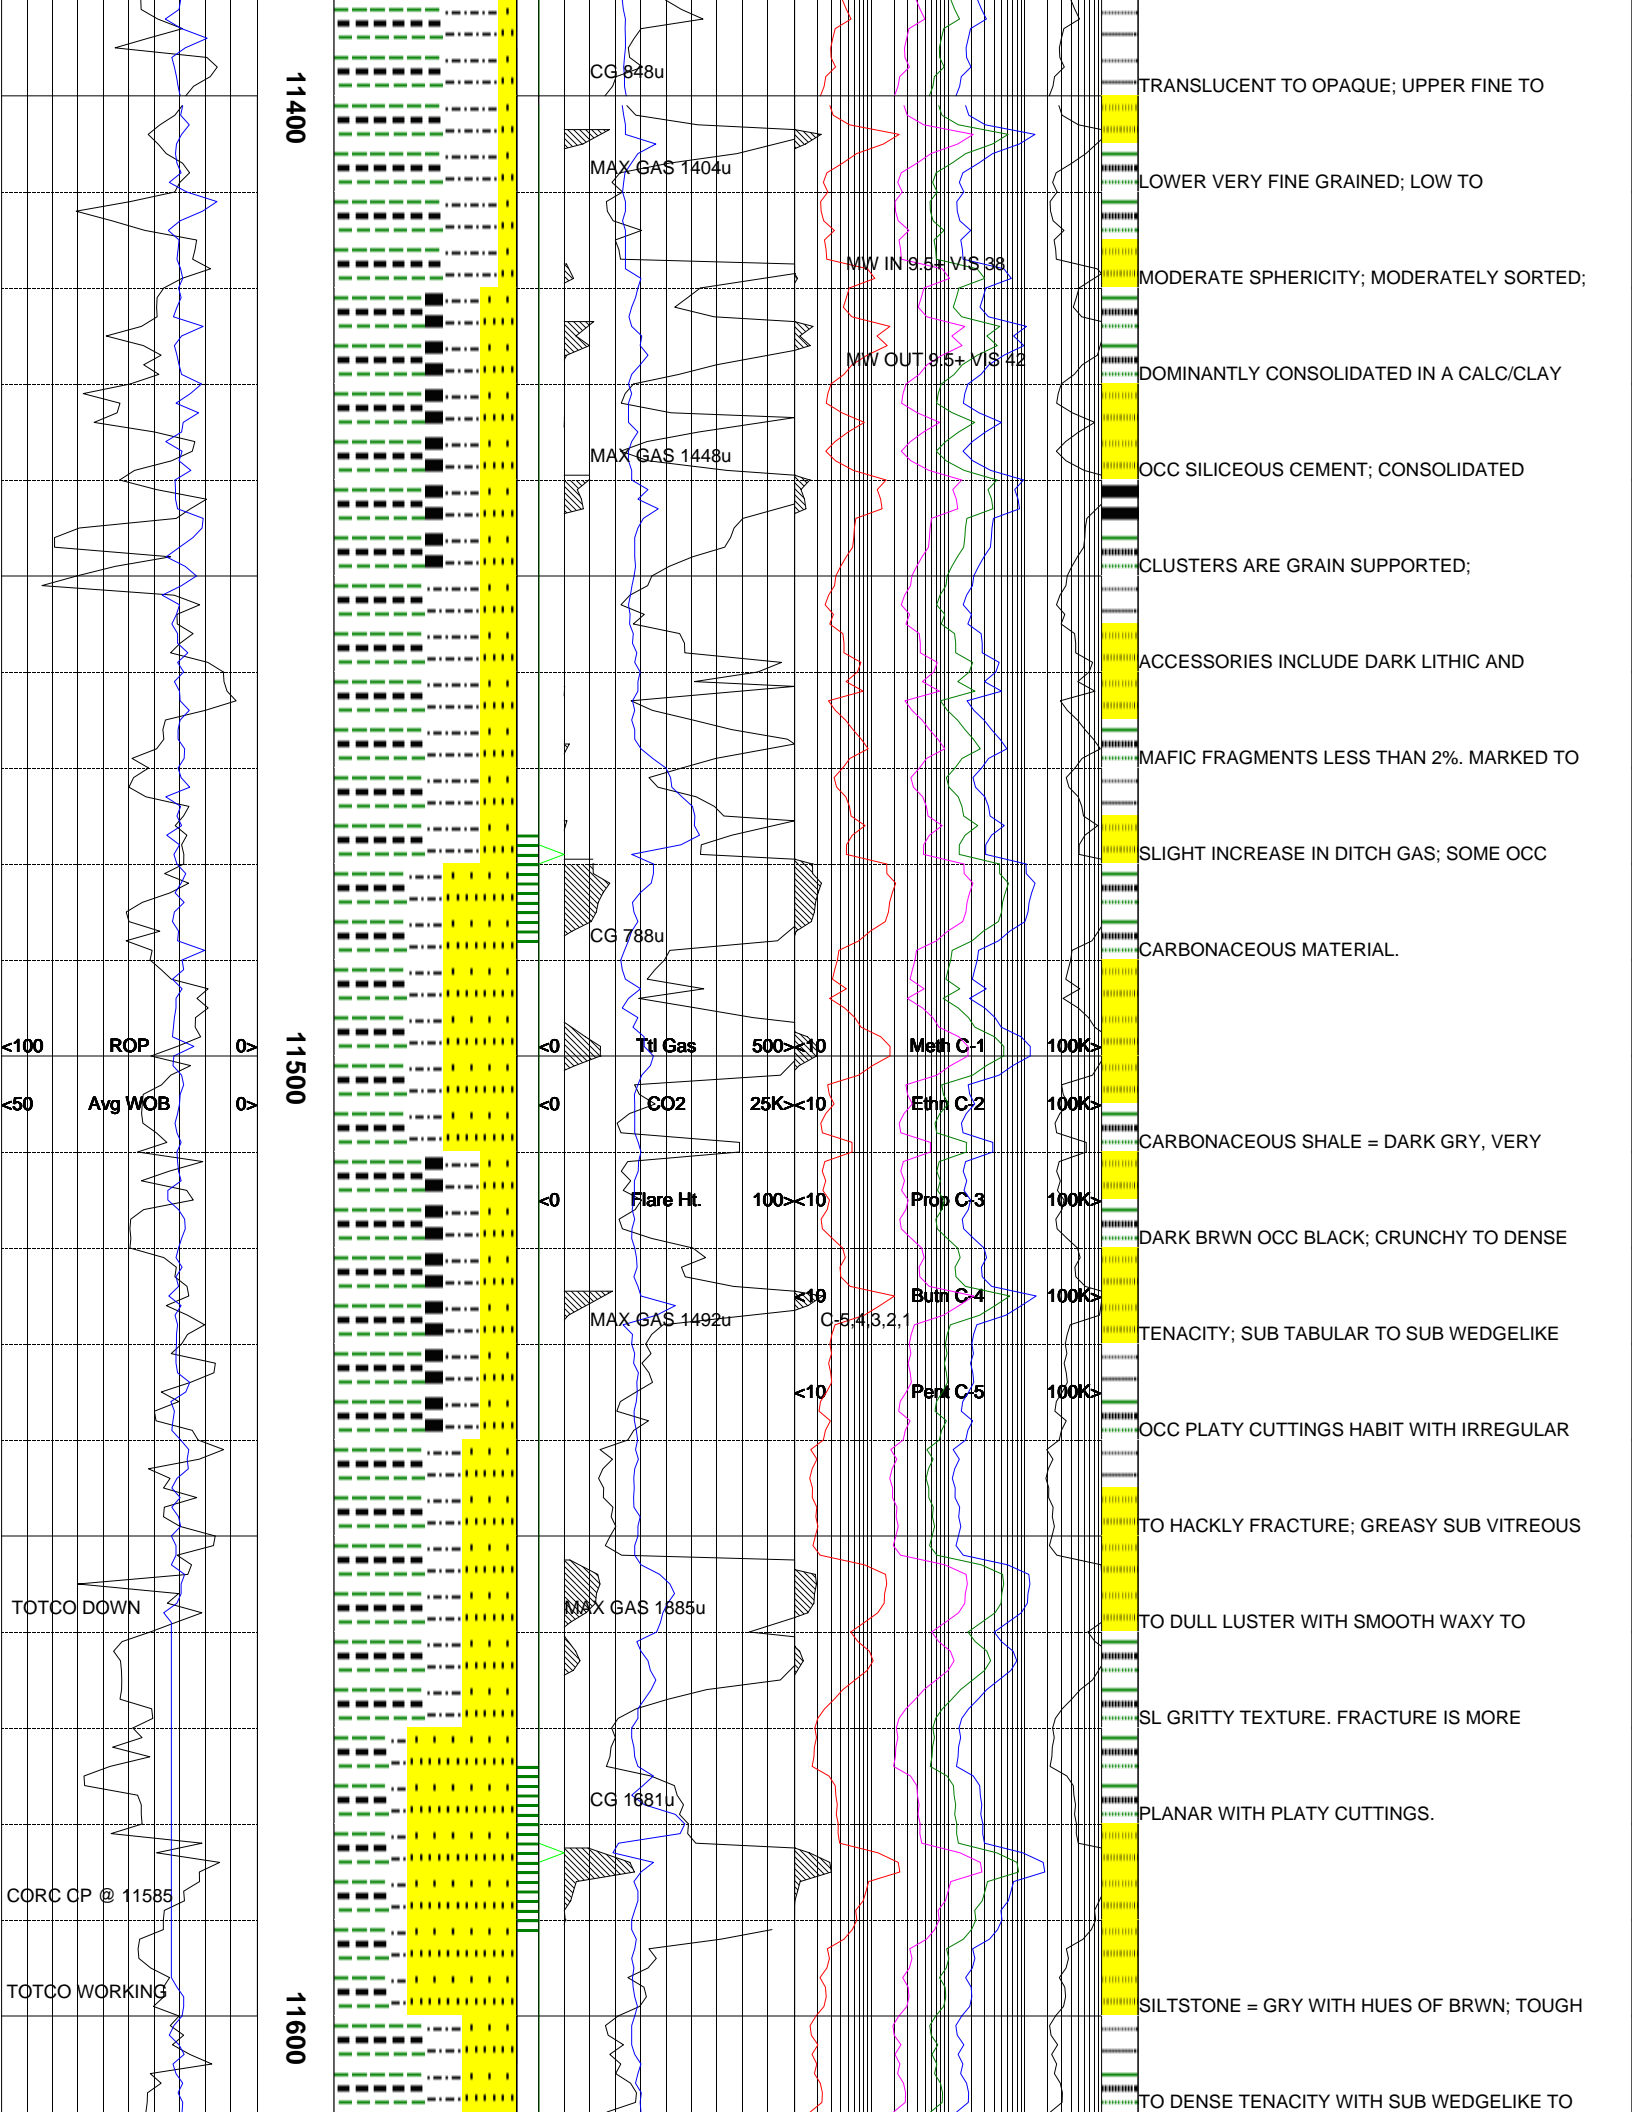 CG 848u
TRANSLUCENT TO OPAQUE; UPPER FINE TO
11400
MAX GAS 1404u
LOWER VERY FINE GRAINED; LOW TO
MW IN 9.5+ VIS 38
MODERATE SPHERICITY; MODERATELY SORTED;
MW OUT 9.5+ VIS 42
DOMINANTLY CONSOLIDATED IN A CALC/CLAY
MAX GAS 1448u
OCC SILICEOUS CEMENT; CONSOLIDATED
CLUSTERS ARE GRAIN SUPPORTED;
ACCESSORIES INCLUDE DARK LITHIC AND
MAFIC FRAGMENTS LESS THAN 2%. MARKED TO
SLIGHT INCREASE IN DITCH GAS; SOME OCC
CG 788u
CARBONACEOUS MATERIAL.
<100 ROP 0>
11500
<0 Ttl Gas 500>
<10 Meth C-1 100K>
<50 Avg WOB 0>
<0 CO2 25K>
<10 Ethn C-2 100K>
CARBONACEOUS SHALE = DARK GRY, VERY
<0 Flare Ht. 100>
<10 Prop C-3 100K>
DARK BRWN OCC BLACK; CRUNCHY TO DENSE
<10 Butn C-4 100K>
MAX GAS 1492u
C-5,4,3,2,1
TENACITY; SUB TABULAR TO SUB WEDGELIKE
<10 Pent C-5 100K>
OCC PLATY CUTTINGS HABIT WITH IRREGULAR
TO HACKLY FRACTURE; GREASY SUB VITREOUS
TOTCO DOWN
MAX GAS 1885u
TO DULL LUSTER WITH SMOOTH WAXY TO
SL GRITTY TEXTURE. FRACTURE IS MORE
CG 1681u
PLANAR WITH PLATY CUTTINGS.
CORC CP @ 11585
TOTCO WORKING
SILTSTONE = GRY WITH HUES OF BRWN; TOUGH
11600
TO DENSE TENACITY WITH SUB WEDGELIKE TO